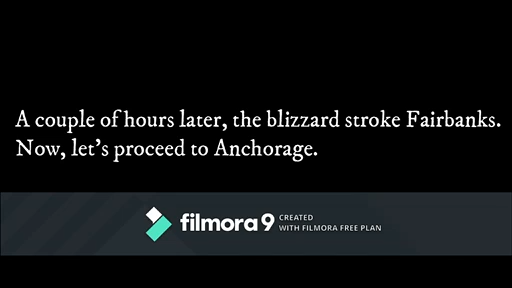 A couple of hours later, the blizzard stroke Fairbanks.
Now, let's proceed to Anchorage.
filmora9 CREATED
WITH FILMORA FREE PLAN